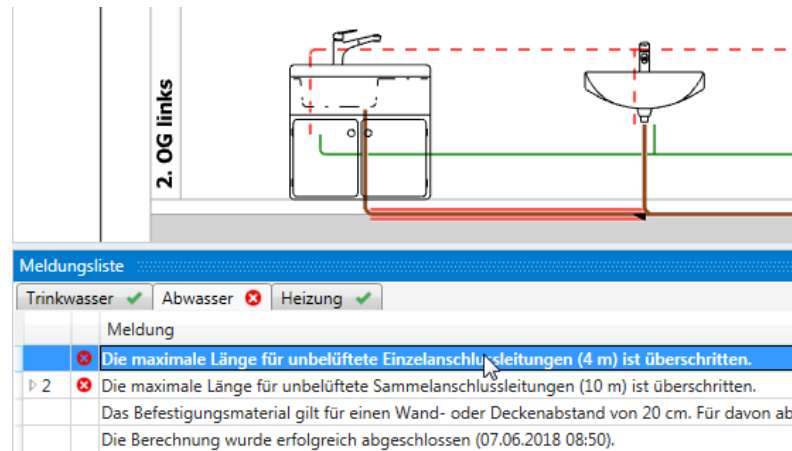 2. OG links
Meldungsliste
Trinkwasser Abwasser Heizung
Meldung
Die maximale Länge für unbelüftete Einzelanschlussleitungen (4 m) ist überschritten.
2 Die maximale Länge für unbelüftete Sammelanschlussleitungen (10 m) ist überschritten.
Das Befestigungsmaterial gilt für einen Wand- oder Deckenabstand von 20 cm. Für davon ab
Die Berechnung wurde erfolgreich abgeschlossen (07.06.2018 08:50).